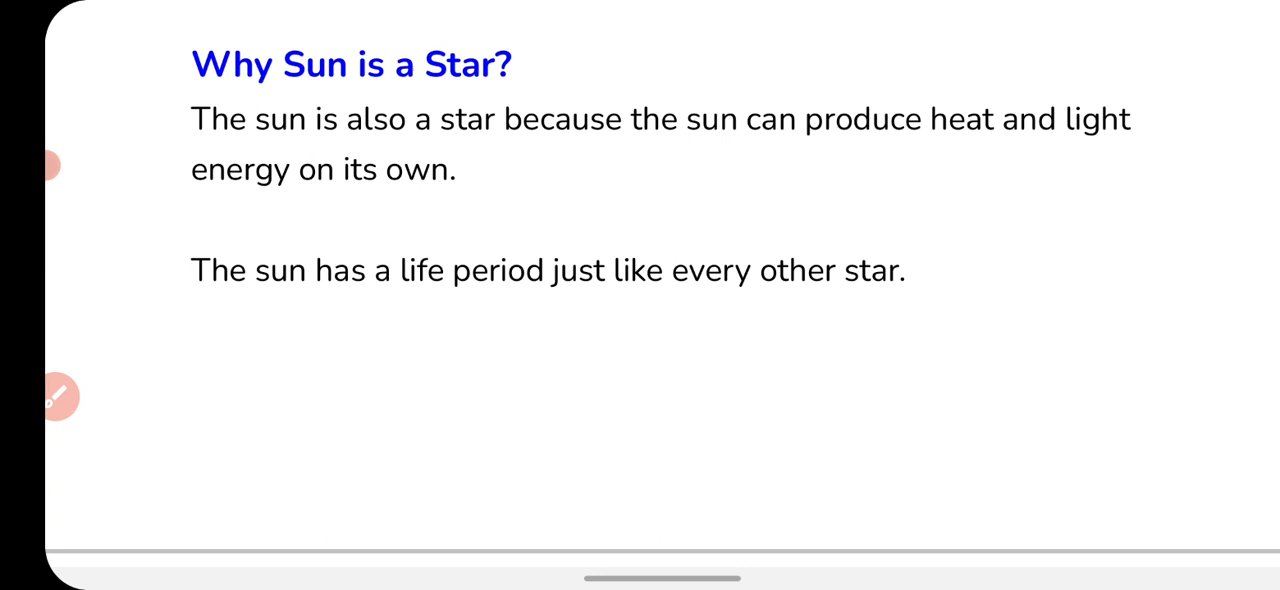 Why Sun is a Star?
The sun is also a star because the sun can produce heat and light
energy on its own.
The sun has a life period just like every other star.